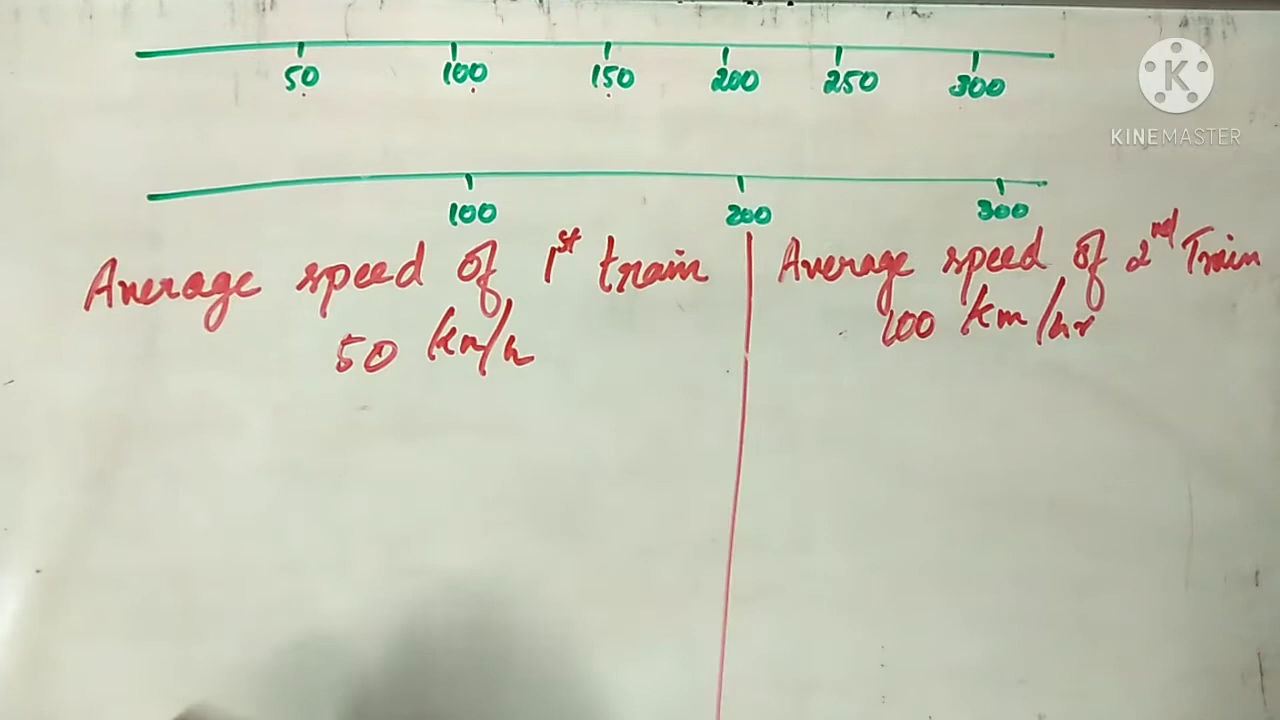 50 100 150 200 250 300
KINEMASTER
100 200 300
Average speed of 1st train
50 km/h
Average speed of 2nd Train
100 km/hr